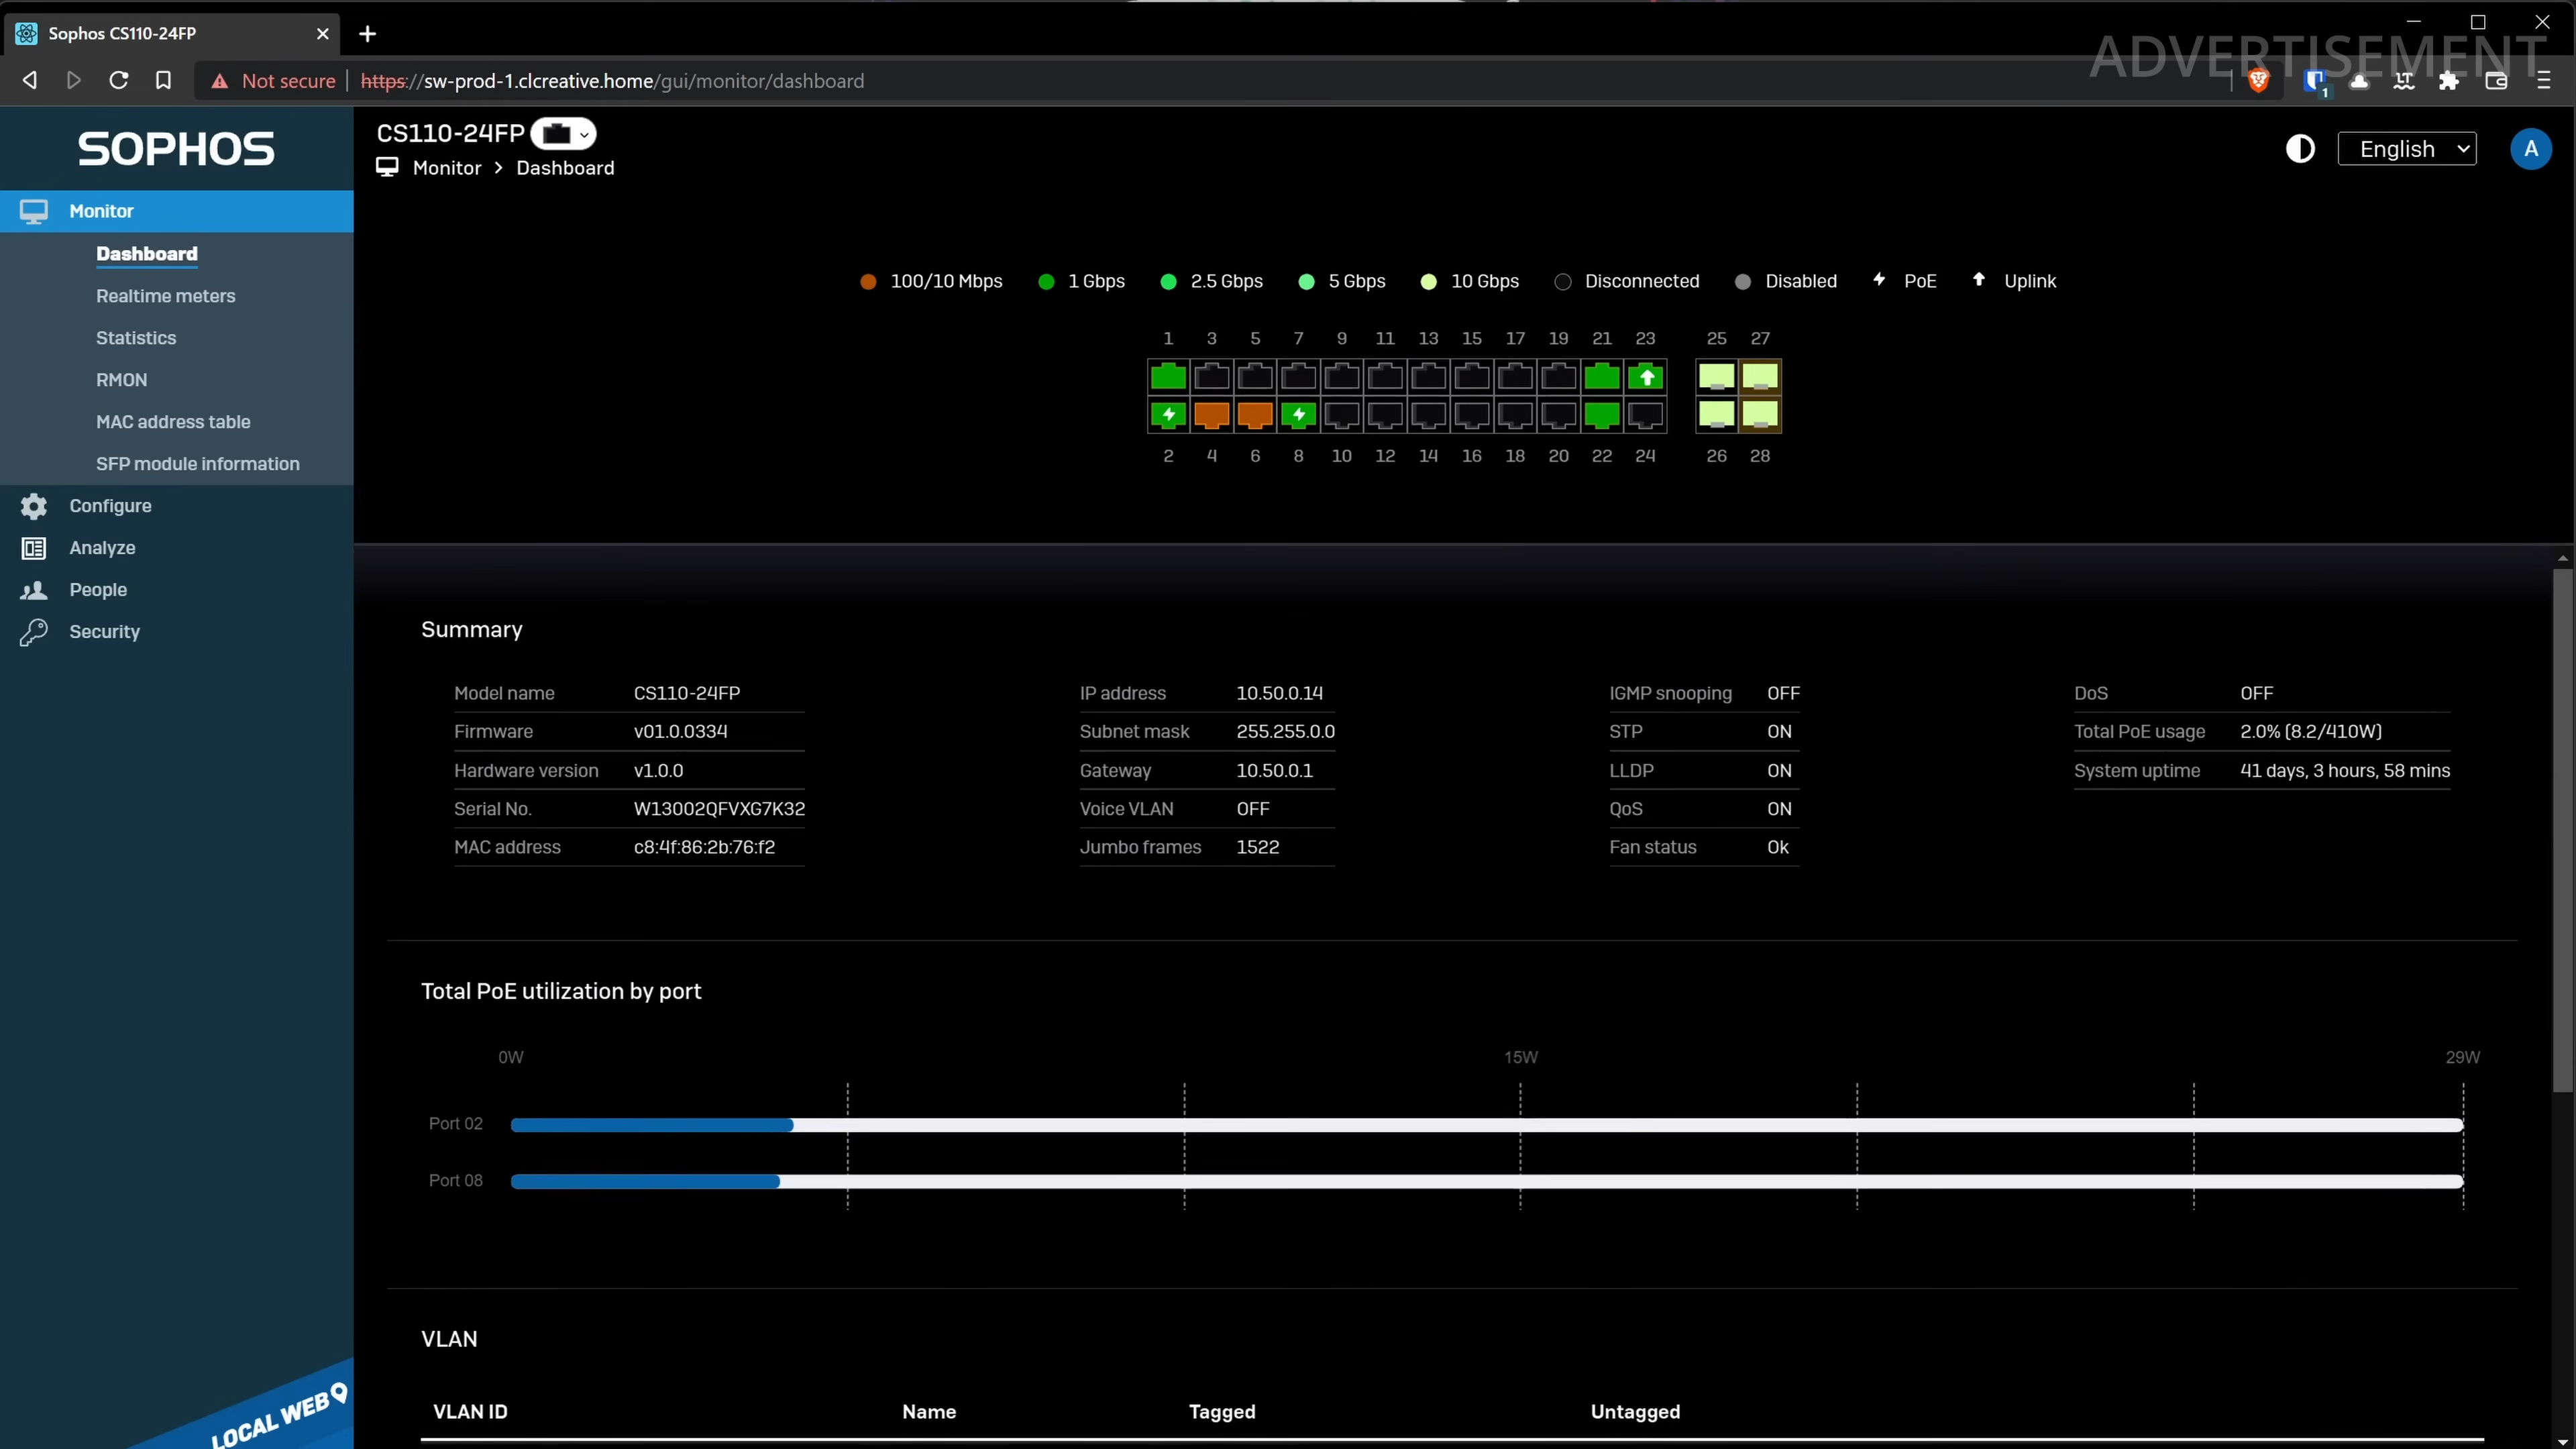 Sophos CS110-24FP
ADVERTISEMENT
Not secure https://sw-prod-1.clcreative.home/gui/monitor/dashboard
1
SOPHOS
CS110-24FP
Monitor > Dashboard
English
A
Monitor
Dashboard
Realtime meters
Statistics
RMON
MAC address table
SFP module information
Configure
Analyze
People
Security
LOCAL WEB
100/10 Mbps 1 Gbps 2.5 Gbps 5 Gbps 10 Gbps Disconnected Disabled PoE Uplink
1 3 5 7 9 11 13 15 17 19 21 23 25 27
2 4 6 8 10 12 14 16 18 20 22 24 26 28
Summary
Model name CS110-24FP
Firmware v01.0.0334
Hardware version v1.0.0
Serial No. W13002QFVXG7K32
MAC address c8:4f:86:2b:76:f2
IP address 10.50.0.14
Subnet mask 255.255.0.0
Gateway 10.50.0.1
Voice VLAN OFF
Jumbo frames 1522
IGMP snooping OFF
STP ON
LLDP ON
QoS ON
Fan status Ok
DoS OFF
Total PoE usage 2.0% (8.2/410W)
System uptime 41 days, 3 hours, 58 mins
Total PoE utilization by port
0W 15W 29W
Port 02
Port 08
VLAN
VLAN ID Name Tagged Untagged